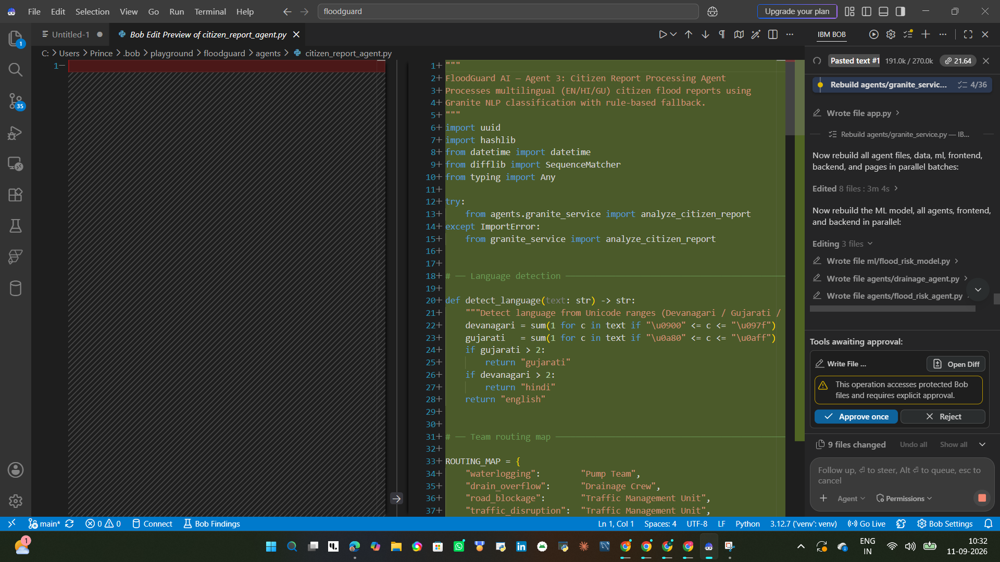 File Edit Selection View Go Run Terminal Help
floodguard
Upgrade your plan
Untitled-1
Bob Edit Preview of citizen_report_agent.py
IBM BOB
C: > Users > Prince > .bob > playground > floodguard > agents > citizen_report_agent.py
1
35
1−
1+ """
2+ FloodGuard AI — Agent 3: Citizen Report Processing Agent
3+ Processes multilingual (EN/HI/GU) citizen flood reports using
4+ Granite NLP classification with rule-based fallback.
5+ """
6+ import uuid
7+ import hashlib
8+ from datetime import datetime
9+ from difflib import SequenceMatcher
10+ from typing import Any
11+
12+ try:
13+ from agents.granite_service import analyze_citizen_report
14+ except ImportError:
15+ from granite_service import analyze_citizen_report
16+
17+
18+ # —— Language detection
19+
20+ def detect_language(text: str) -> str:
21+ """Detect language from Unicode ranges (Devanagari / Gujarati /
22+ devanagari = sum(1 for c in text if "\u0900" <= c <= "\u097f")
23+ gujarati   = sum(1 for c in text if "\u0a80" <= c <= "\u0aff")
24+ if gujarati > 2:
25+ return "gujarati"
26+ if devanagari > 2:
27+ return "hindi"
28+ return "english"
29+
30+
31+ # —— Team routing map
32+
33+ ROUTING_MAP = {
34+ "waterlogging": "Pump Team",
35+ "drain_overflow": "Drainage Crew",
36+ "road_blockage": "Traffic Management Unit",
37+ "traffic_disruption": "Traffic Management Unit",
Pasted text #1 191.0k / 270.0k 21.64
Rebuild agents/granite_servic... 4/36
Wrote file app.py >
Rebuild agents/granite_service.py — IB...
Now rebuild all agent files, data, ml, frontend,
backend, and pages in parallel batches:
Edited 8 files : 3m 4s >
Now rebuild the ML model, all agents, frontend,
and backend in parallel:
Editing 3 files
Wrote file ml/flood_risk_model.py >
Wrote file agents/drainage_agent.py >
Wrote file agents/flood_risk_agent.py
Tools awaiting approval:
Write File ... Open Diff
This operation accesses protected Bob
files and requires explicit approval.
Approve once Reject
9 files changed Undo all Show all
Follow up, ⏎ to steer, Alt ⏎ to queue, esc to
cancel
Agent Permissions
main* 0 0 Connect Bob Findings Ln 1, Col 1 Spaces: 4 UTF-8 LF Python 3.12.7 ('venv': venv) Go Live Bob Settings
1
ENG
IN
10:32
11-09-2026